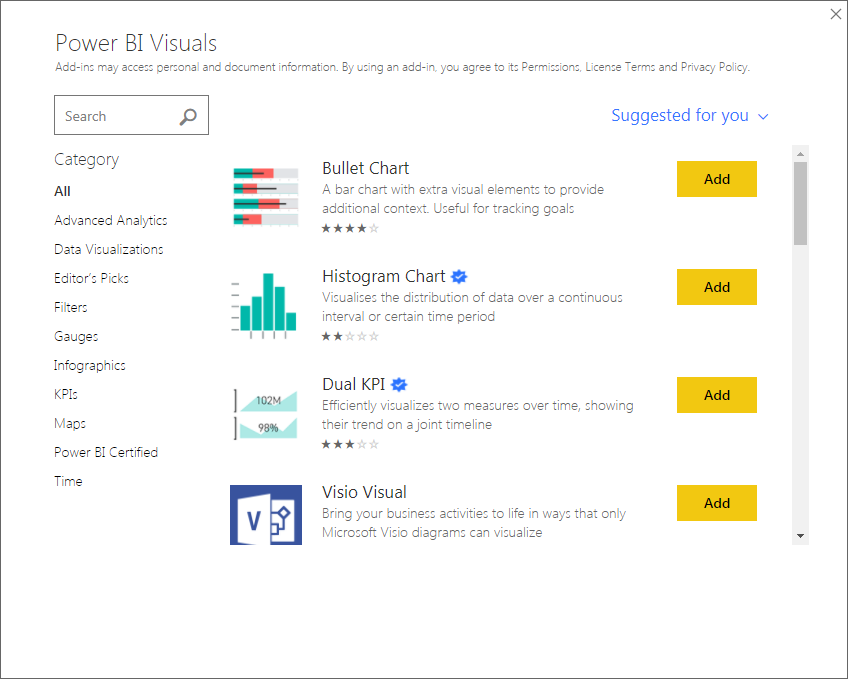 Power BI Visuals
Add-ins may access personal and document information. By using an add-in, you agree to its Permissions, License Terms and Privacy Policy.
Search
Suggested for you
Category
All
Advanced Analytics
Data Visualizations
Editor's Picks
Filters
Gauges
Infographics
KPIs
Maps
Power BI Certified
Time
Bullet Chart
A bar chart with extra visual elements to provide
additional context. Useful for tracking goals
Add
Histogram Chart
Visualises the distribution of data over a continuous
interval or certain time period
Add
102M
98%
Dual KPI
Efficiently visualizes two measures over time, showing
their trend on a joint timeline
Add
V
Visio Visual
Bring your business activities to life in ways that only
Microsoft Visio diagrams can visualize
Add